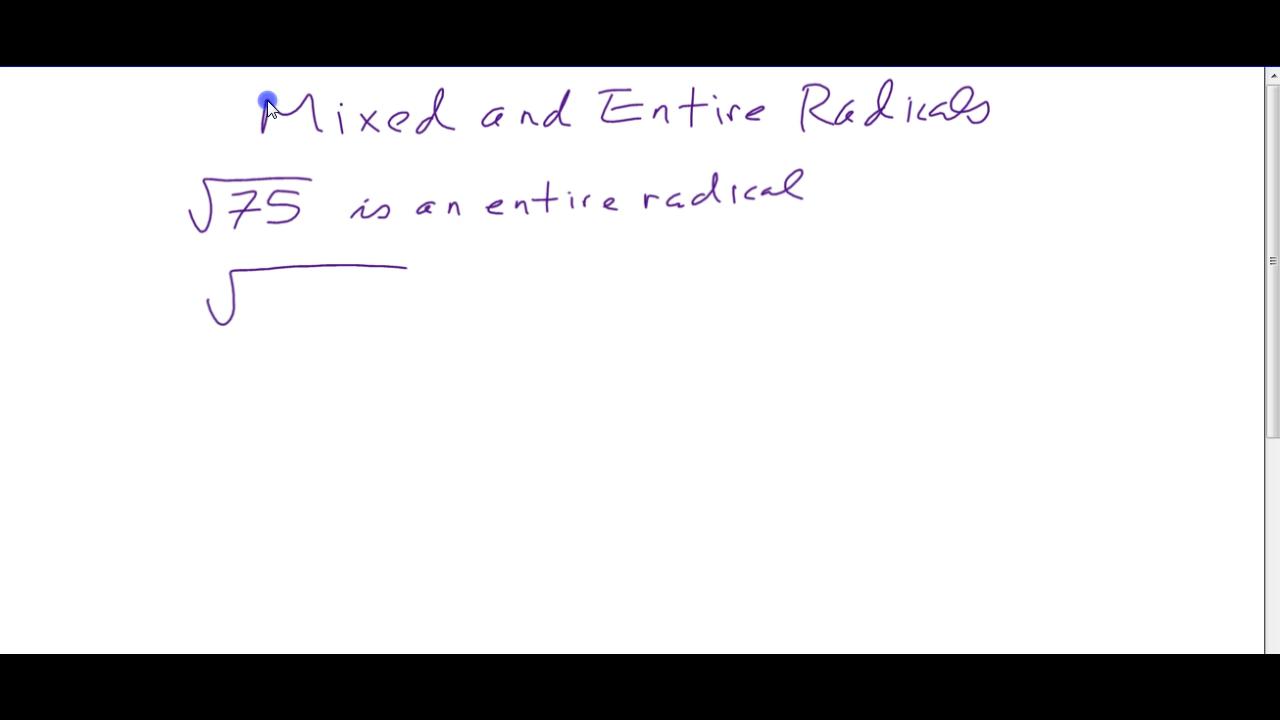 Mixed and Entire Radicals
√75 is an entire radical
√